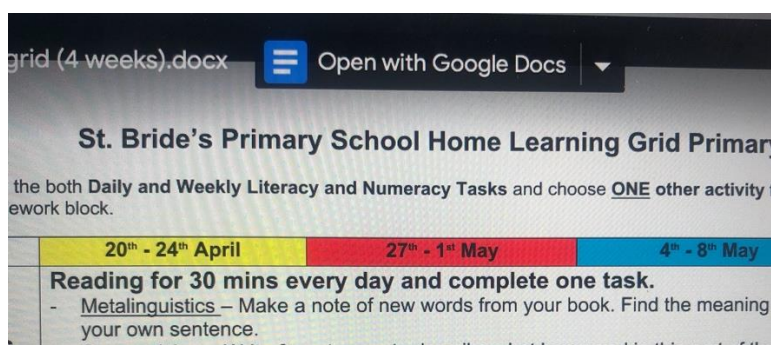 grid (4 weeks).docx Open with Google Docs
St. Bride's Primary School Home Learning Grid
the both Daily and Weekly Literacy and Numeracy Tasks and choose ONE other activity
block.
20th - 24th April 27th - 1st May 4th - 8th May
Reading for 30 mins every day and complete one task.
- Metalinguistics – Make a note of new words from your book. Find the meaning
your own sentence.